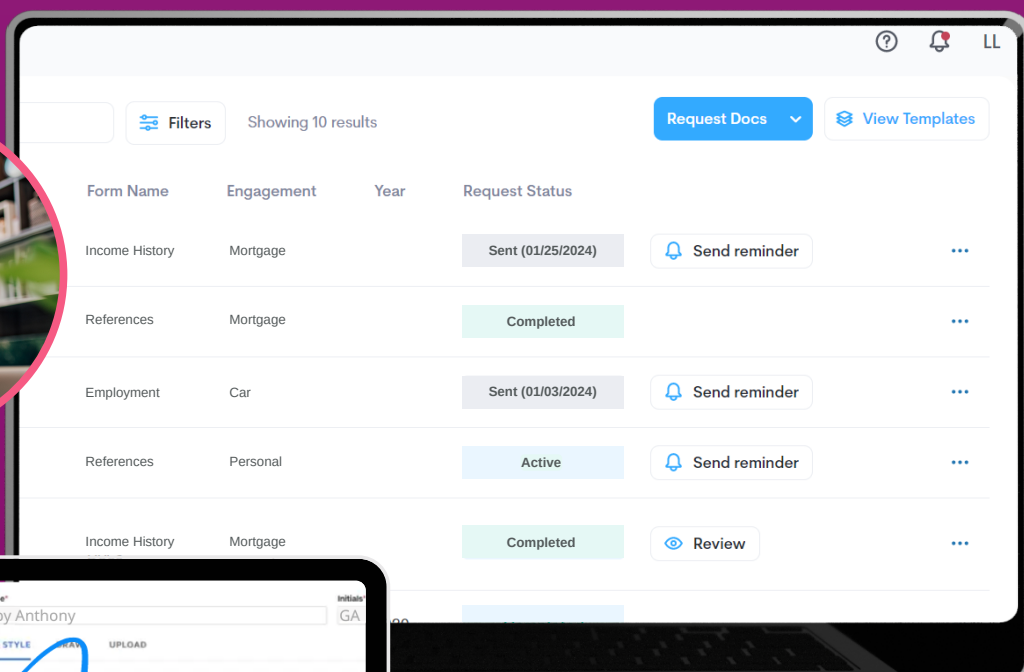 LL
Filters Showing 10 results Request Docs View Templates
Form Name Engagement Year Request Status
Income History Mortgage Sent (01/25/2024) Send reminder
References Mortgage Completed
Employment Car Sent (01/03/2024) Send reminder
References Personal Active Send reminder
Income History Mortgage Completed Review
Initials*
by Anthony GA
STYLE DRAW UPLOAD